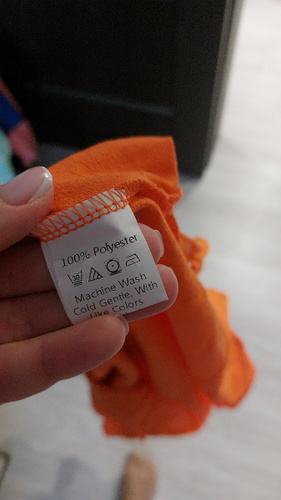 100% Polyester
Machine Wash
Cold Gentle, With
Like Colors